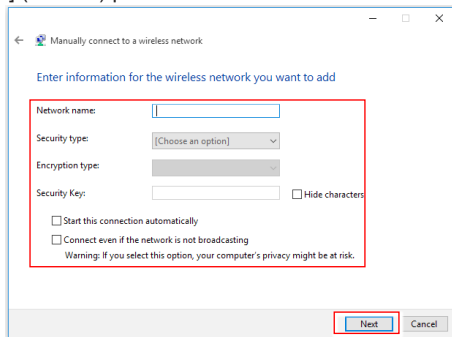 Manually connect to a wireless network
Enter information for the wireless network you want to add
Network name:
Security type: [Choose an option]
Encryption type:
Security Key: Hide characters
Start this connection automatically
Connect even if the network is not broadcasting
Warning: If you select this option, your computer's privacy might be at risk.
Next Cancel